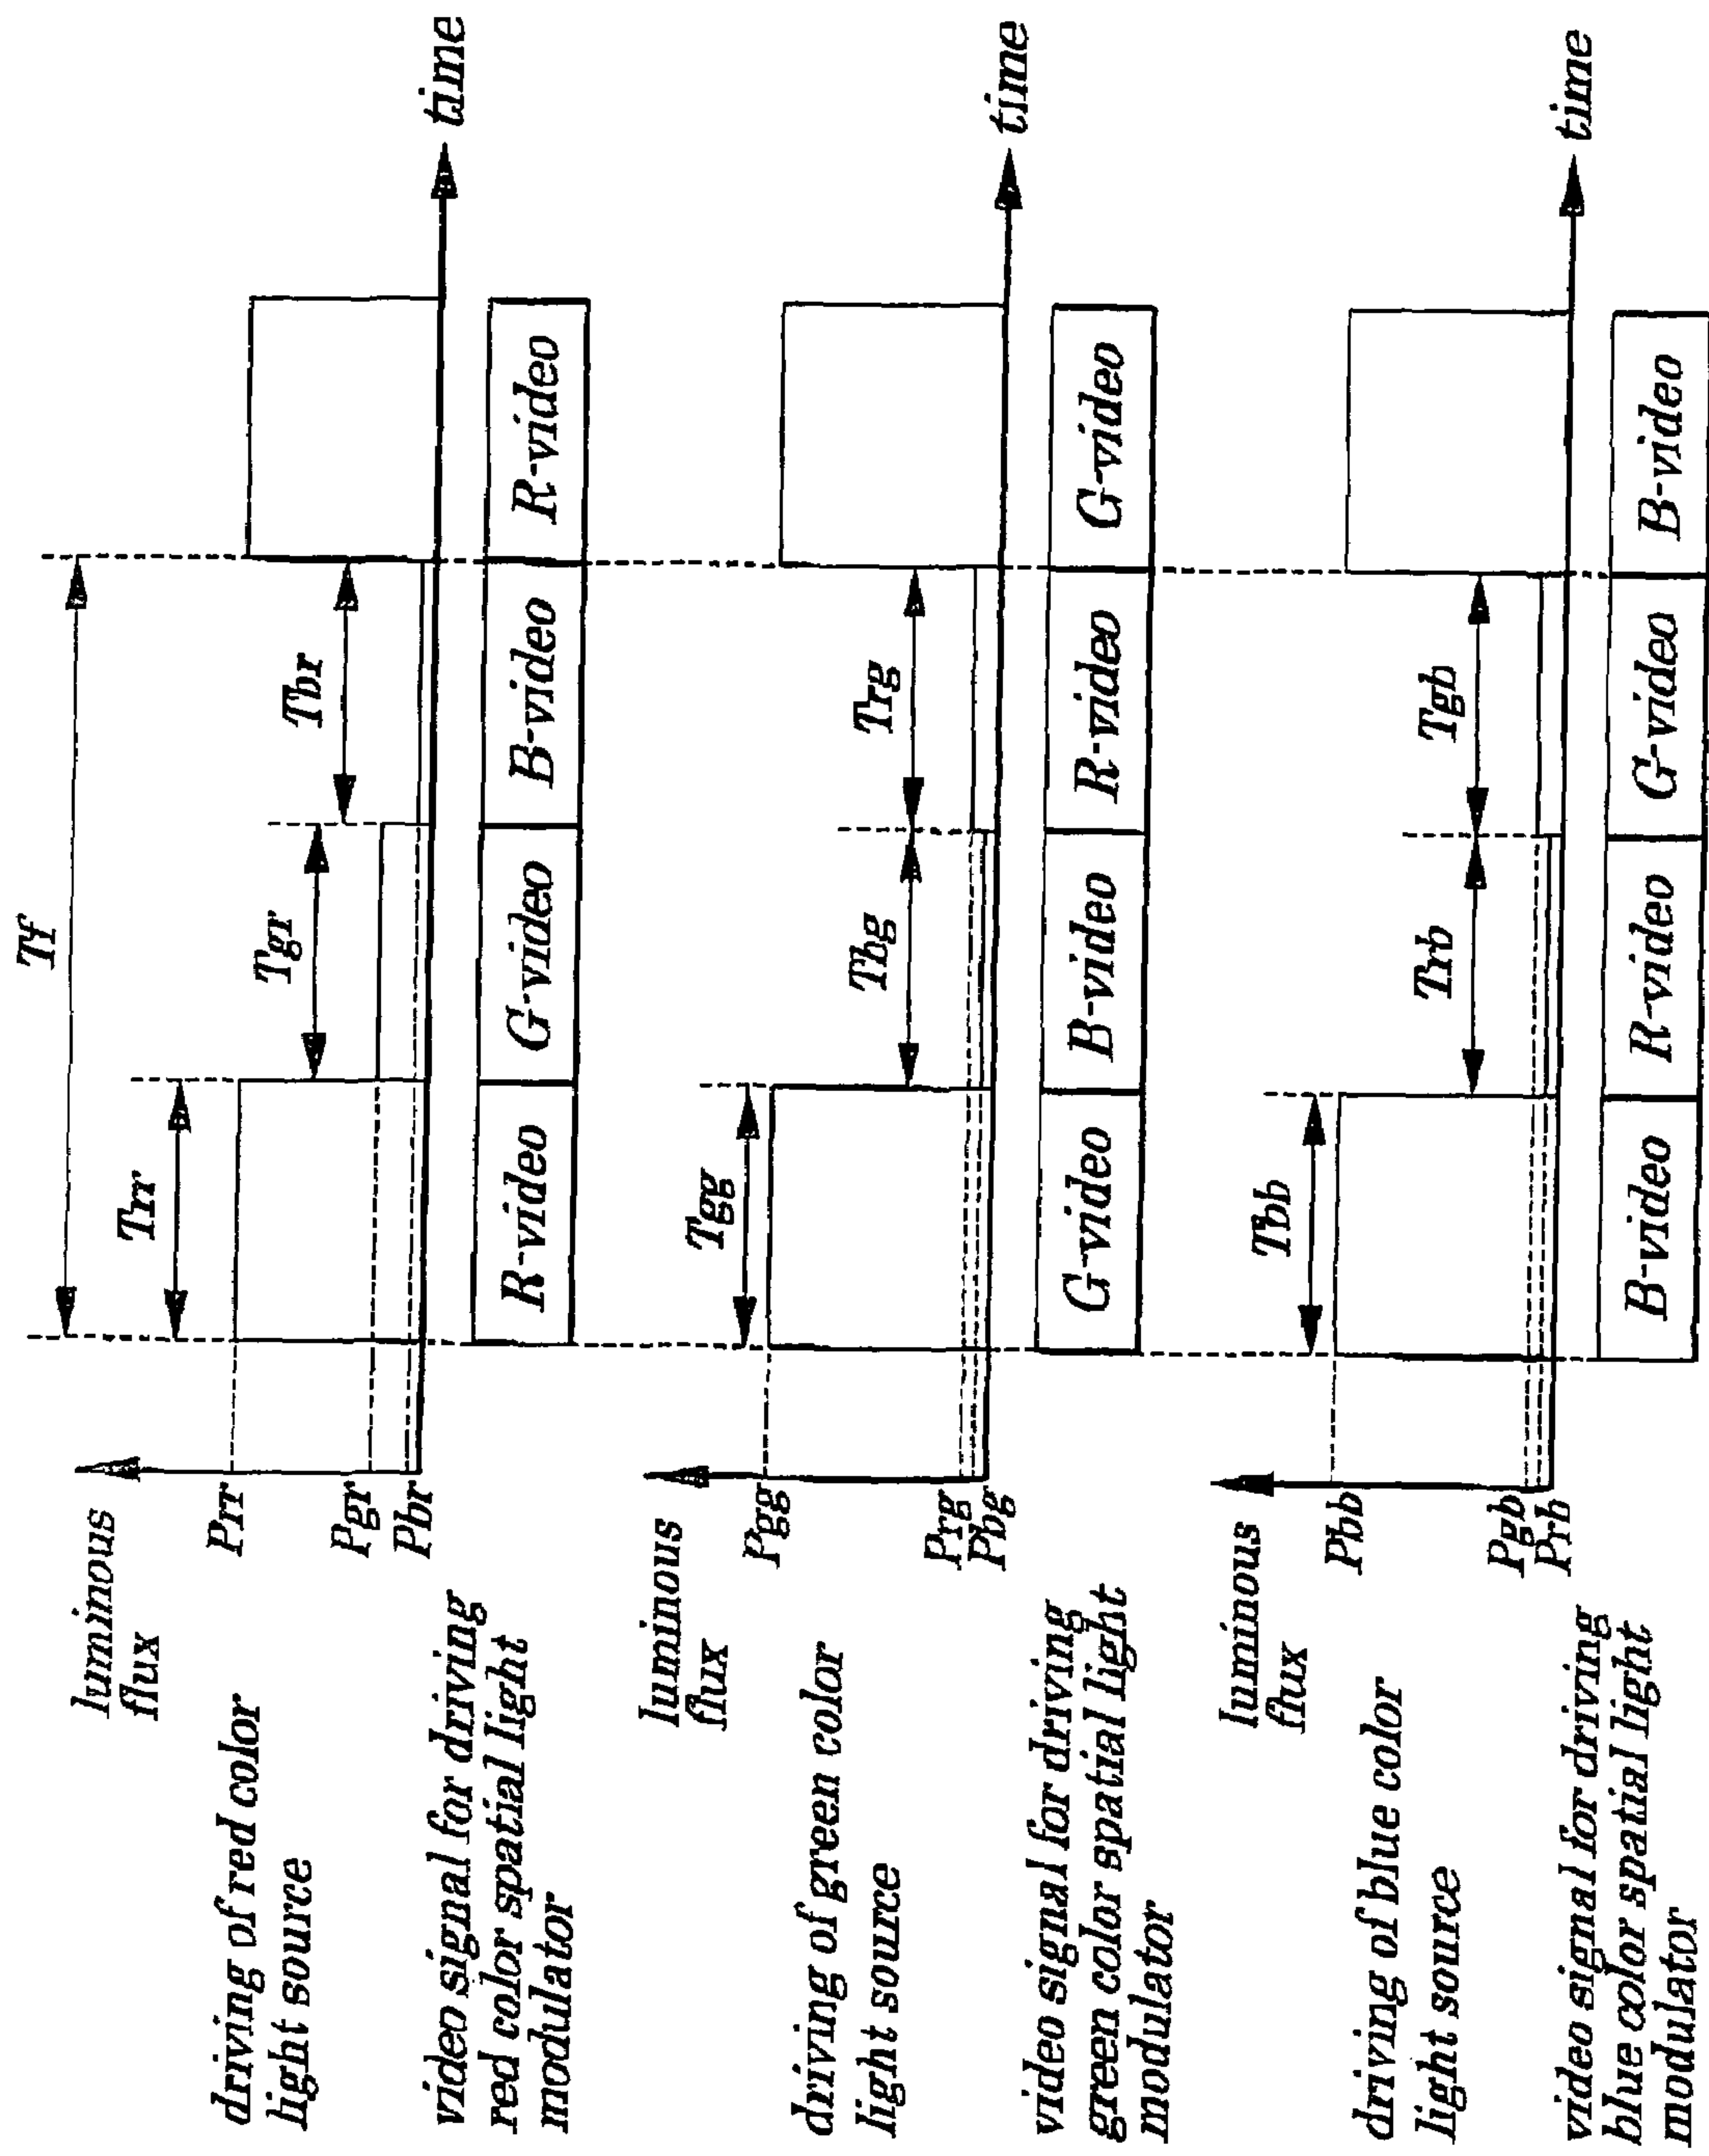 luminous
flux
driving of red color
light source
Prr
Pgr
Pbr
Tf
Trr
Tgr
Tbr
time
video signal for driving
red color spatial light
modulator
R-video
G-video
B-video
R-video
luminous
flux
driving of green color
light source
Pgg
Prg
Pbg
Tgg
Tbg
Trg
time
video signal for driving
green color spatial light
modulator
G-video
B-video
R-video
G-video
luminous
flux
driving of blue color
light source
Pbb
Pgb
Prb
Tbb
Trb
Tgb
time
video signal for driving
blue color spatial light
modulator
B-video
R-video
G-video
B-video